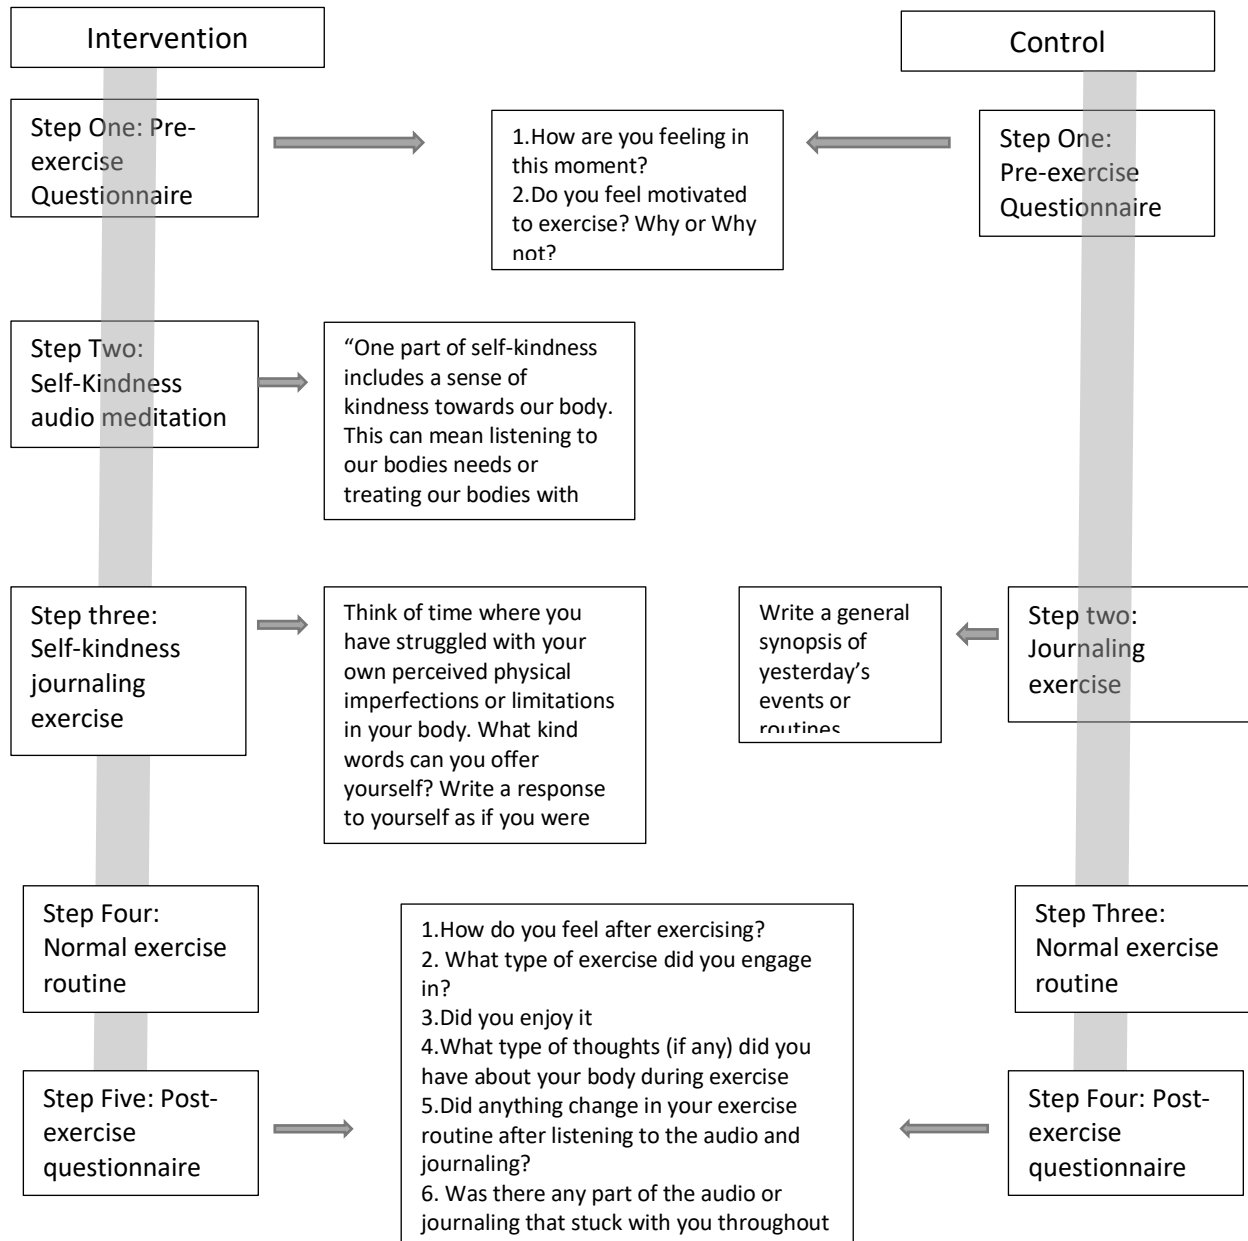 Intervention
Control
Step One: Pre-
exercise
Questionnaire
1.How are you feeling in
this moment?
2.Do you feel motivated
to exercise? Why or Why
not?
Step One:
Pre-exercise
Questionnaire
Step Two:
Self-Kindness
audio meditation
“One part of self-kindness
includes a sense of
kindness towards our body.
This can mean listening to
our bodies needs or
treating our bodies with
Step three:
Self-kindness
journaling
exercise
Think of time where you
have struggled with your
own perceived physical
imperfections or limitations
in your body. What kind
words can you offer
yourself? Write a response
to yourself as if you were
Write a general
synopsis of
yesterday’s
events or
routines
Step two:
Journaling
exercise
Step Four:
Normal exercise
routine
Step Three:
Normal exercise
routine
1.How do you feel after exercising?
2. What type of exercise did you engage
in?
3.Did you enjoy it
4.What type of thoughts (if any) did you
have about your body during exercise
5.Did anything change in your exercise
routine after listening to the audio and
journaling?
6. Was there any part of the audio or
journaling that stuck with you throughout
Step Five: Post-
exercise
questionnaire
Step Four: Post-
exercise
questionnaire